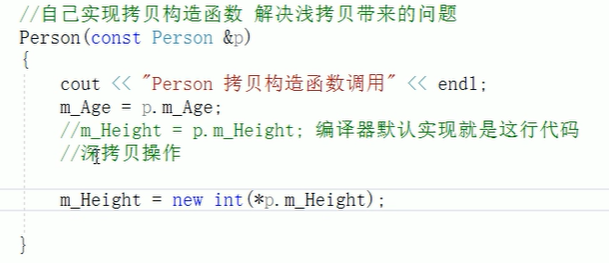 //自己实现拷贝构造函数 解决浅拷贝带来的问题
Person(const Person &p)
{
cout << "Person 拷贝构造函数调用" << endl;
m_Age = p.m_Age;
//m_Height = p.m_Height; 编译器默认实现就是这行代码
//深拷贝操作
m_Height = new int(*p.m_Height);
}